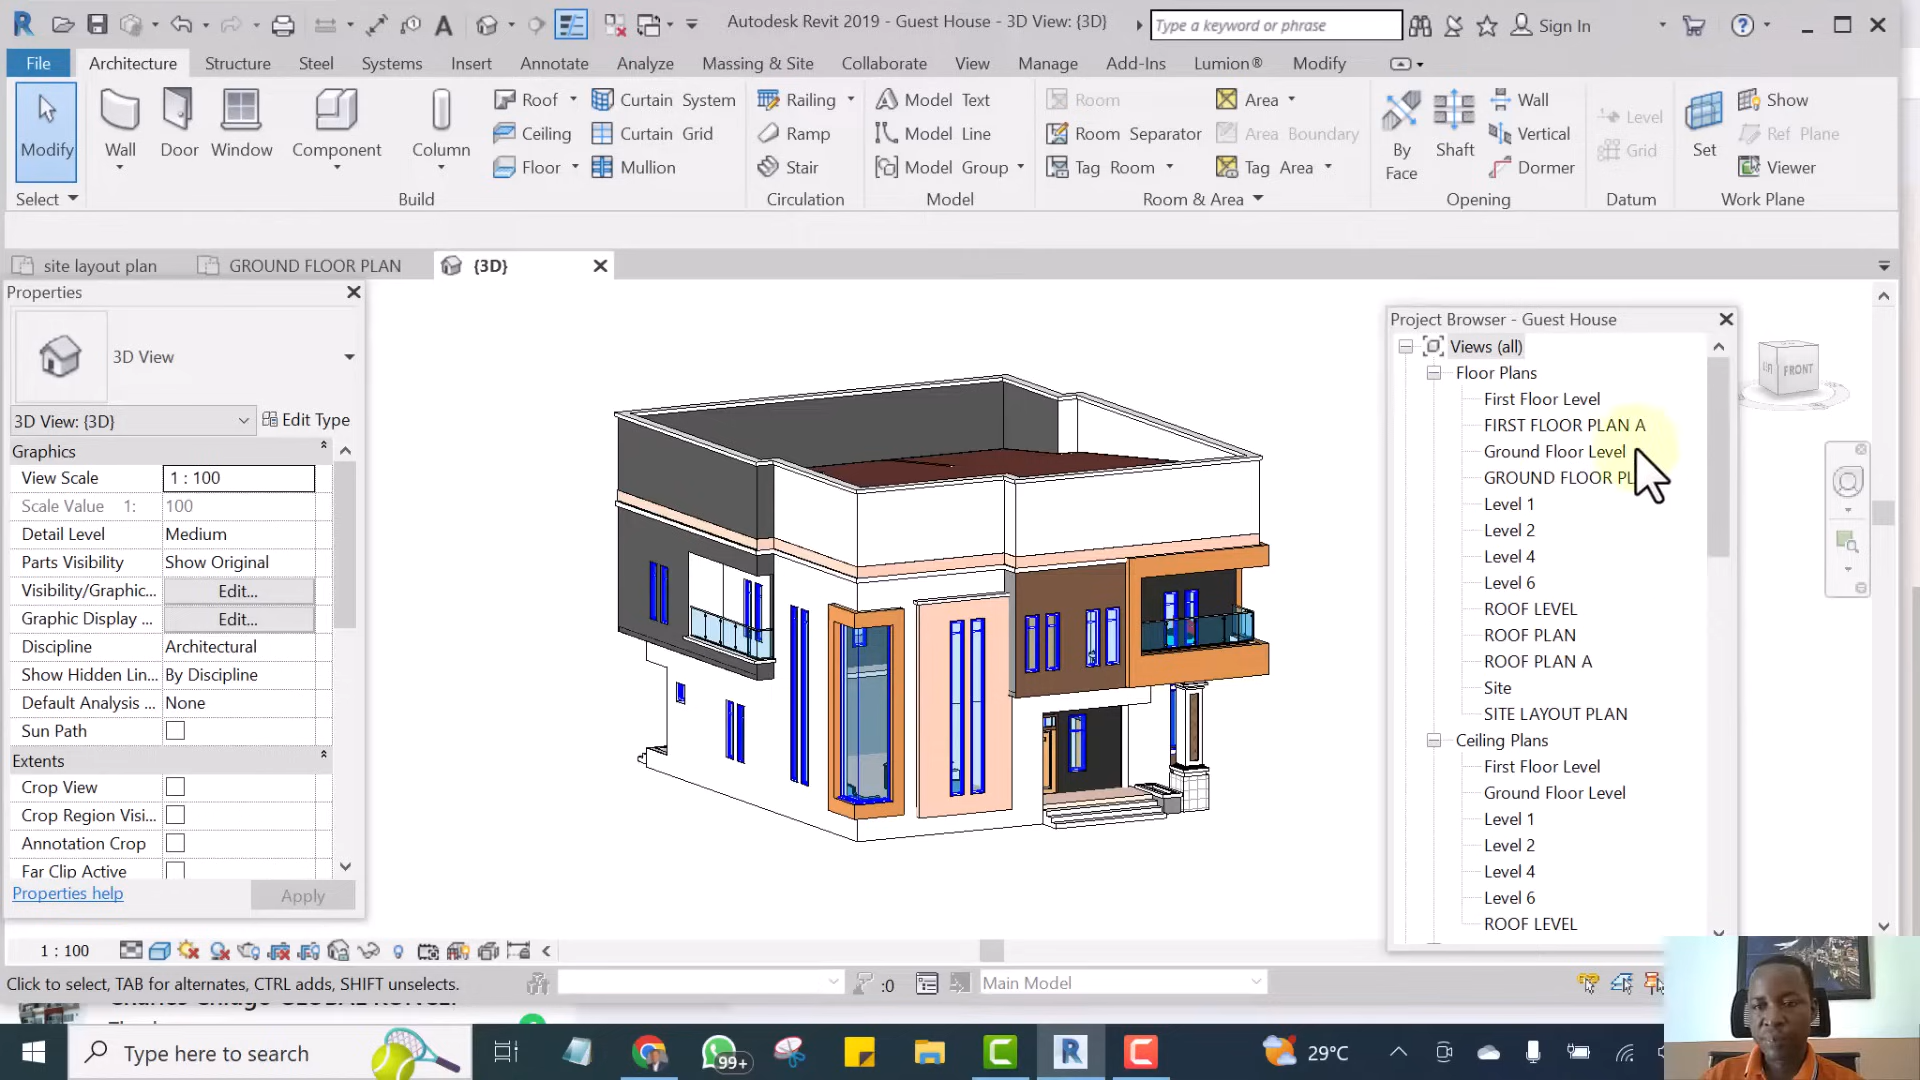 Autodesk Revit 2019 - Guest House - 3D View: {3D}
Type a keyword or phrase
Sign In
File
Architecture
Structure
Steel
Systems
Insert
Annotate
Analyze
Massing & Site
Collaborate
View
Manage
Add-Ins
Lumion®
Modify
Modify
Wall
Door
Window
Component
Column
Roof
Ceiling
Floor
Curtain System
Curtain Grid
Mullion
Railing
Ramp
Stair
Model Text
Model Line
Model Group
Room
Room Separator
Tag Room
Area
Area Boundary
Tag Area
By Face
Shaft
Wall
Vertical
Dormer
Level
Grid
Set
Show
Ref Plane
Viewer
Select
Build
Circulation
Model
Room & Area
Opening
Datum
Work Plane
site layout plan
GROUND FLOOR PLAN
{3D}
Properties
3D View
3D View: {3D}
Edit Type
Graphics
View Scale 1 : 100
Scale Value 1: 100
Detail Level Medium
Parts Visibility Show Original
Visibility/Graphic... Edit...
Graphic Display ... Edit...
Discipline Architectural
Show Hidden Lin... By Discipline
Default Analysis ... None
Sun Path
Extents
Crop View
Crop Region Visi...
Annotation Crop
Far Clip Active
Properties help
Apply
Project Browser - Guest House
Views (all)
Floor Plans
First Floor Level
FIRST FLOOR PLAN A
Ground Floor Level
GROUND FLOOR PL
Level 1
Level 2
Level 4
Level 6
ROOF LEVEL
ROOF PLAN
ROOF PLAN A
Site
SITE LAYOUT PLAN
Ceiling Plans
First Floor Level
Ground Floor Level
Level 1
Level 2
Level 4
Level 6
ROOF LEVEL
FRONT
1 : 100
Click to select, TAB for alternates, CTRL adds, SHIFT unselects.
:0
Main Model
Type here to search
99+
29°C